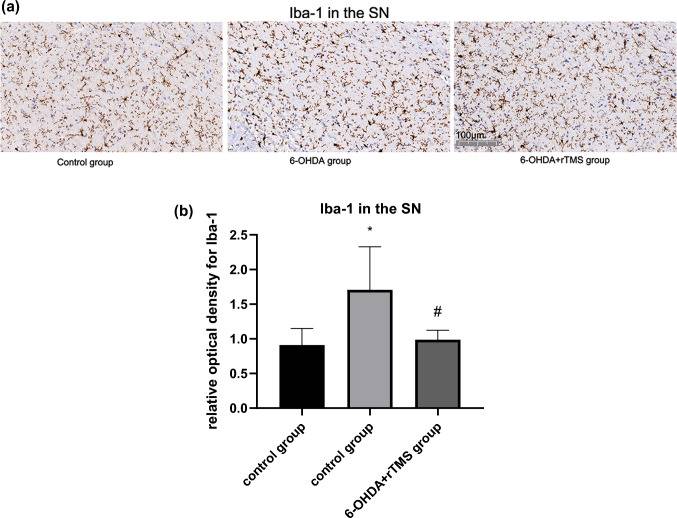 (a)
Iba-1 in the SN
100μm
Control group
6-OHDA group
6-OHDA+rTMS group
(b)
Iba-1 in the SN
relative optical density for Iba-1
2.5
2.0
1.5
1.0
0.5
0.0
*
#
control group
control group
6-OHDA+rTMS group